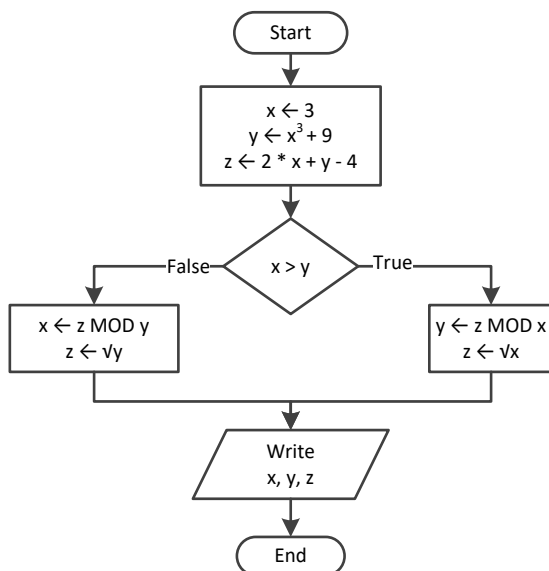 Start
x ← 3
y ← x³ + 9
z ← 2 * x + y - 4
x > y
False
True
x ← z MOD y
z ← √y
y ← z MOD x
z ← √x
Write
x, y, z
End